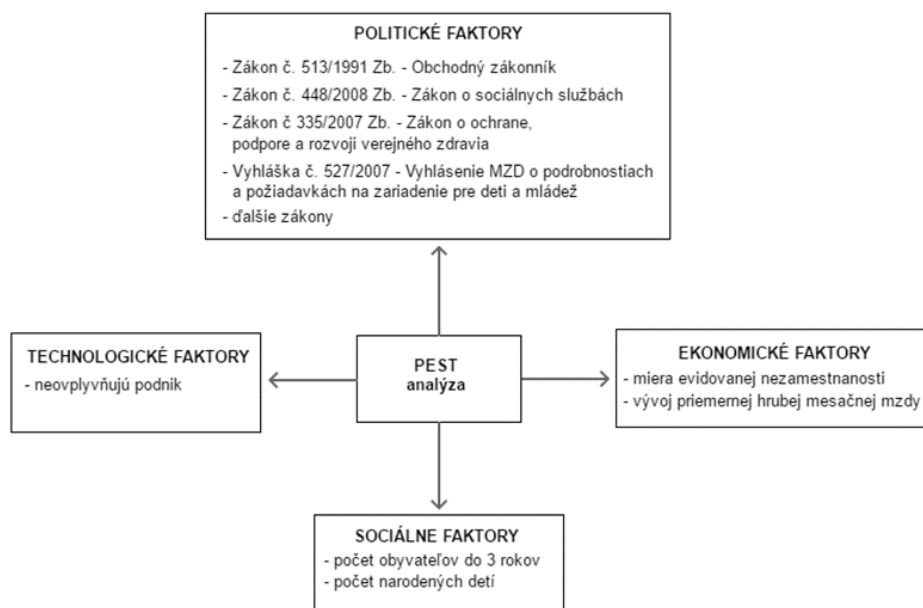 POLITICKÉ FAKTORY
- Zákon č. 513/1991 Zb. - Obchodný zákonník
- Zákon č. 448/2008 Zb. - Zákon o sociálnych službách
- Zákon č 335/2007 Zb. - Zákon o ochrane,
podpore a rozvoji verejného zdravia
- Vyhláška č. 527/2007 - Vyhlásenie MZD o podrobnostiach
a požiadavkách na zariadenie pre deti a mládež
- ďalšie zákony
TECHNOLOGICKÉ FAKTORY
- neovplyvňujú podnik
PEST
analýza
EKONOMICKÉ FAKTORY
- miera evidovanej nezamestnanosti
- vývoj priemernej hrubej mesačnej mzdy
SOCIÁLNE FAKTORY
- počet obyvateľov do 3 rokov
- počet narodených detí